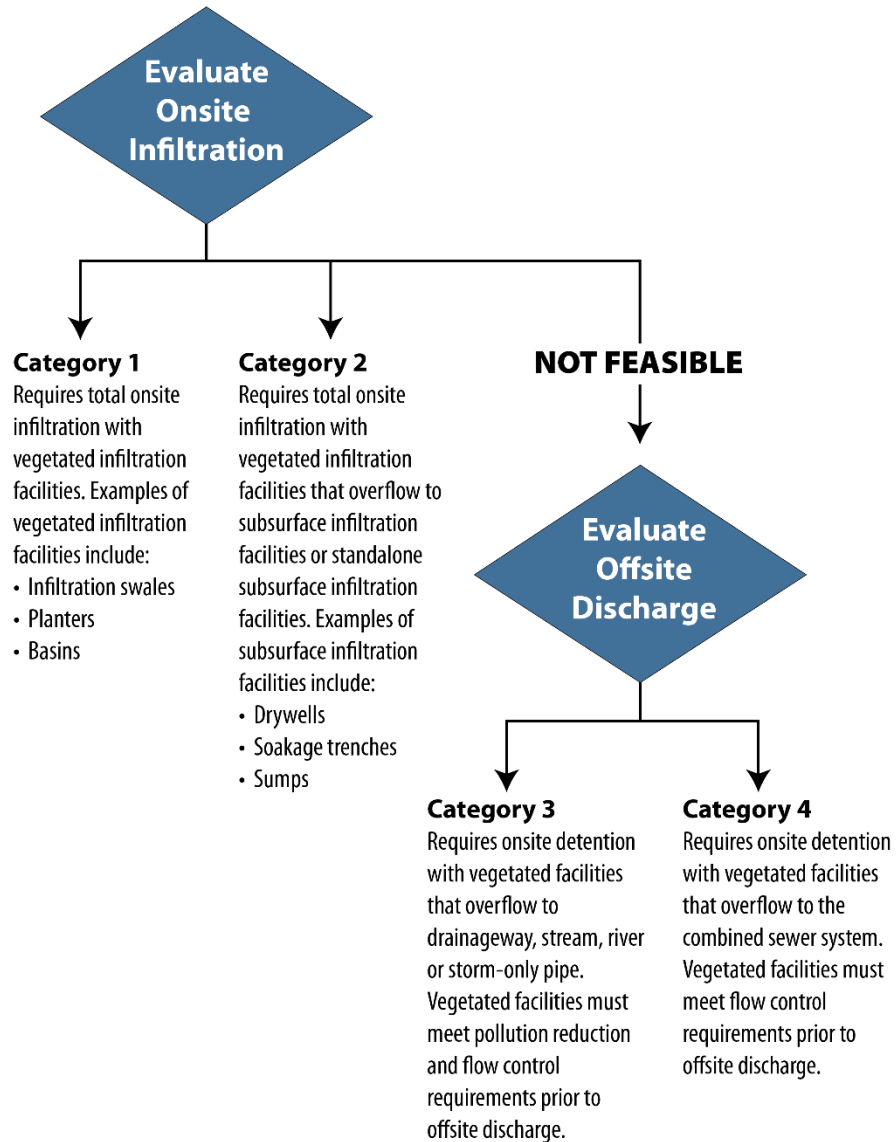 Evaluate
Onsite
Infiltration
Category 1
Requires total onsite
infiltration with
vegetated infiltration
facilities. Examples of
vegetated infiltration
facilities include:
• Infiltration swales
• Planters
• Basins
Category 2
Requires total onsite
infiltration with
vegetated infiltration
facilities that overflow to
subsurface infiltration
facilities or standalone
subsurface infiltration
facilities. Examples of
subsurface infiltration
facilities include:
• Drywells
• Soakage trenches
• Sumps
NOT FEASIBLE
Evaluate
Offsite
Discharge
Category 3
Requires onsite detention
with vegetated facilities
that overflow to
drainageway, stream, river
or storm-only pipe.
Vegetated facilities must
meet pollution reduction
and flow control
requirements prior to
offsite discharge.
Category 4
Requires onsite detention
with vegetated facilities
that overflow to the
combined sewer system.
Vegetated facilities must
meet flow control
requirements prior to
offsite discharge.